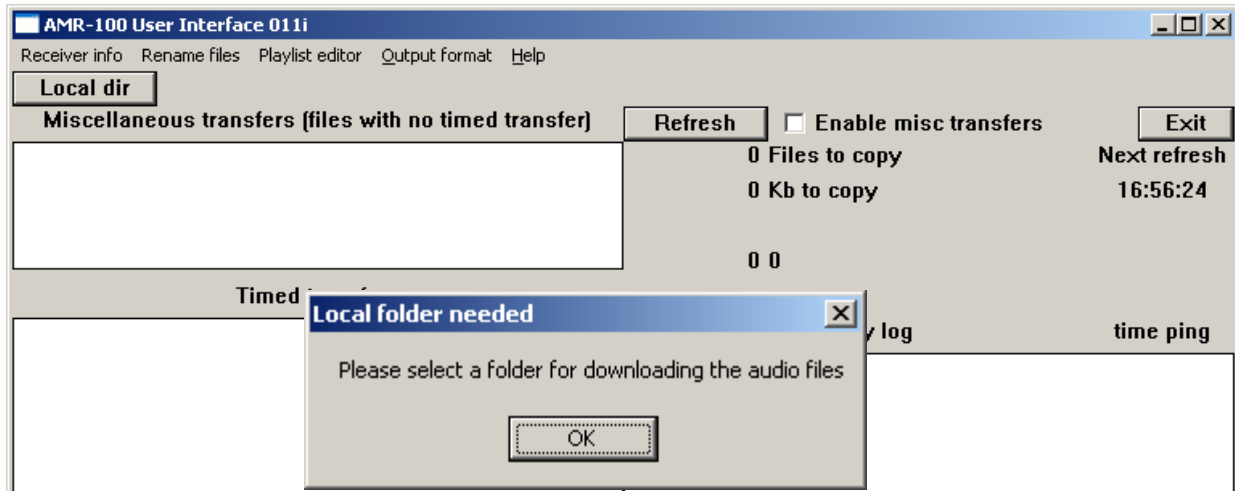 AMR-100 User Interface 011i
Receiver info Rename files Playlist editor Output format Help
Local dir
Miscellaneous transfers (files with no timed transfer) Refresh Enable misc transfers Exit
0 Files to copy Next refresh
0 Kb to copy 16:56:24
0 0
Timed
Local folder needed
log time ping
Please select a folder for downloading the audio files
OK